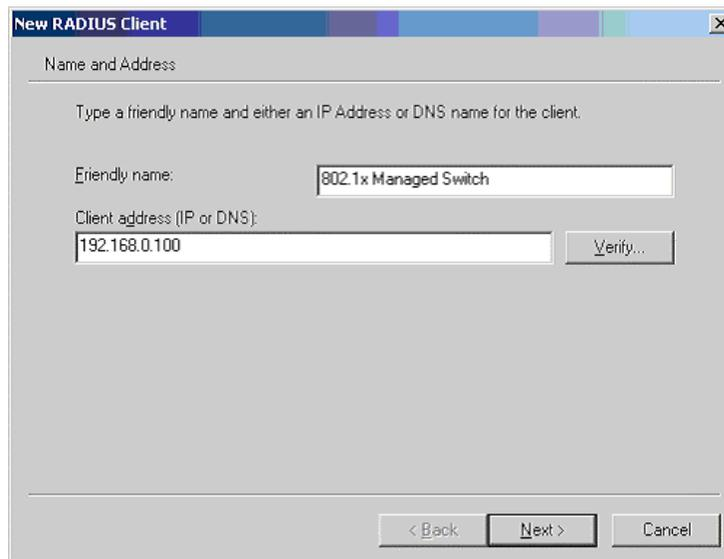 New RADIUS Client
Name and Address
Type a friendly name and either an IP Address or DNS name for the client.
Friendly name:
802.1x Managed Switch
Client address (IP or DNS):
192.168.0.100
Verify...
< Back
Next >
Cancel